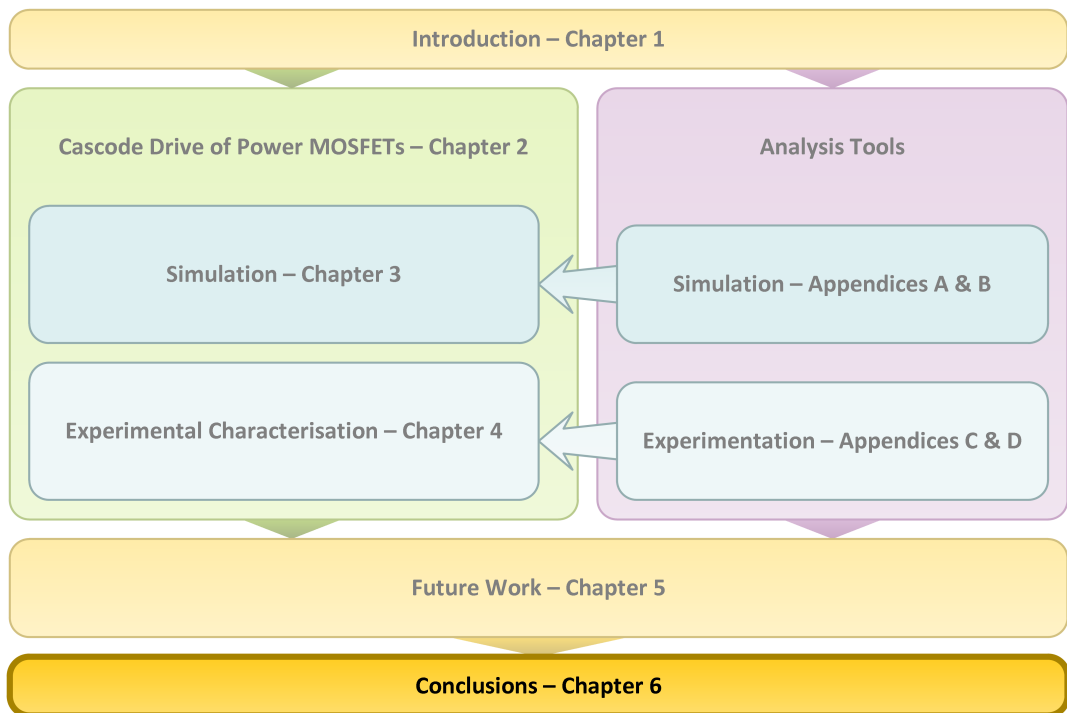 Introduction – Chapter 1
Cascode Drive of Power MOSFETs – Chapter 2
Simulation – Chapter 3
Experimental Characterisation – Chapter 4
Analysis Tools
Simulation – Appendices A & B
Experimentation – Appendices C & D
Future Work – Chapter 5
Conclusions – Chapter 6